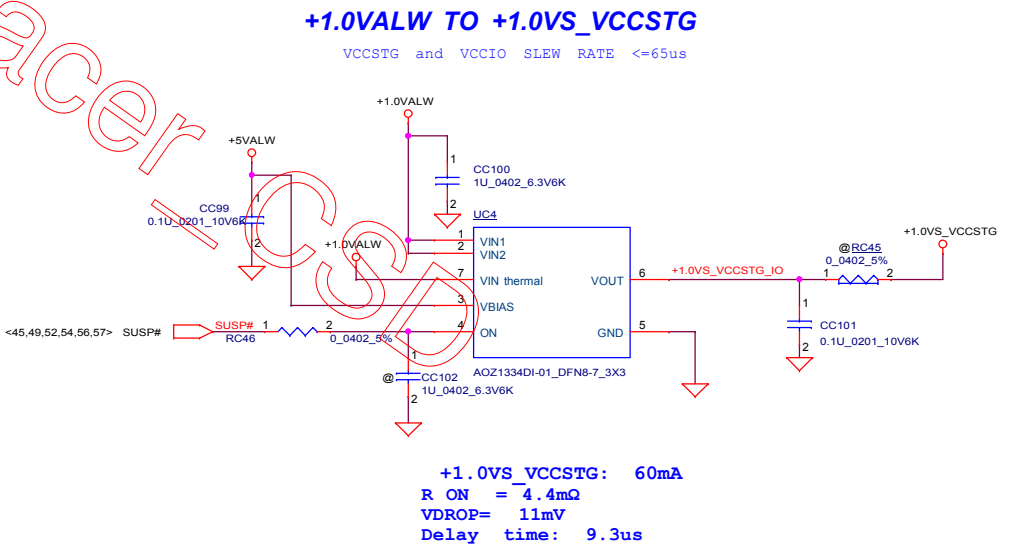 +1.0VALW TO +1.0VS_VCCSTG
VCCSTG and VCCIO SLEW RATE <=65us
+1.0VALW
+5VALW
1
CC100
1U_0402_6.3V6K
2
1
CC99
0.1U_0201_10V6K
2
UC4
+1.0VALW
1
VIN1
2
VIN2
7
VIN thermal
3
VBIAS
4
ON
VOUT
6
GND
5
AOZ1334DI-01_DFN8-7_3X3
+1.0VS_VCCSTG_IO
@RC45
0_0402_5%
1
2
+1.0VS_VCCSTG
1
CC101
0.1U_0201_10V6K
2
<45,49,52,54,56,57> SUSP#
SUSP#
1
2
RC46
0_0402_5%
1
@
CC102
1U_0402_6.3V6K
2
+1.0VS_VCCSTG: 60mA
R ON = 4.4mΩ
VDROP= 11mV
Delay time: 9.3us
acer - CSD